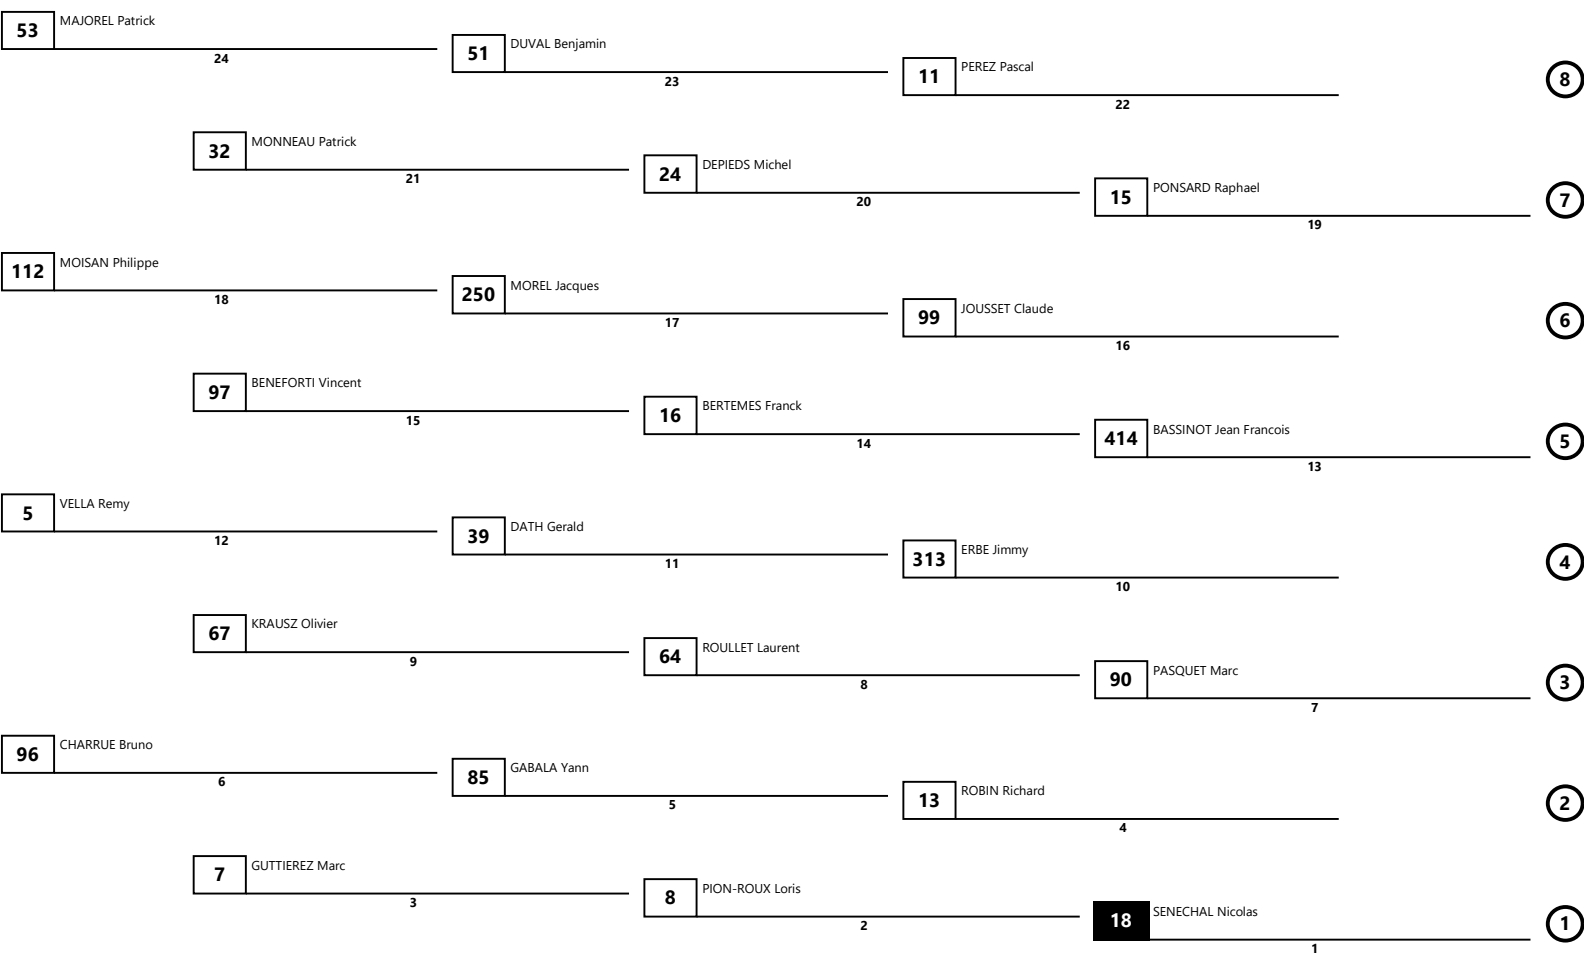 53 MAJOREL Patrick
24
51 DUVAL Benjamin
23
11 PEREZ Pascal
22
8
32 MONNEAU Patrick
21
24 DEPIEDS Michel
20
15 PONSARD Raphael
19
7
112 MOISAN Philippe
18
250 MOREL Jacques
17
99 JOUSSET Claude
16
6
97 BENEFORTI Vincent
15
16 BERTEMES Franck
14
414 BASSINOT Jean Francois
13
5
5 VELLA Remy
12
39 DATH Gerald
11
313 ERBE Jimmy
10
4
67 KRAUSZ Olivier
9
64 ROULLET Laurent
8
90 PASQUET Marc
7
3
96 CHARRUE Bruno
6
85 GABALA Yann
5
13 ROBIN Richard
4
2
7 GUTTIEREZ Marc
3
8 PION-ROUX Loris
2
18 SENECHAL Nicolas
1
1